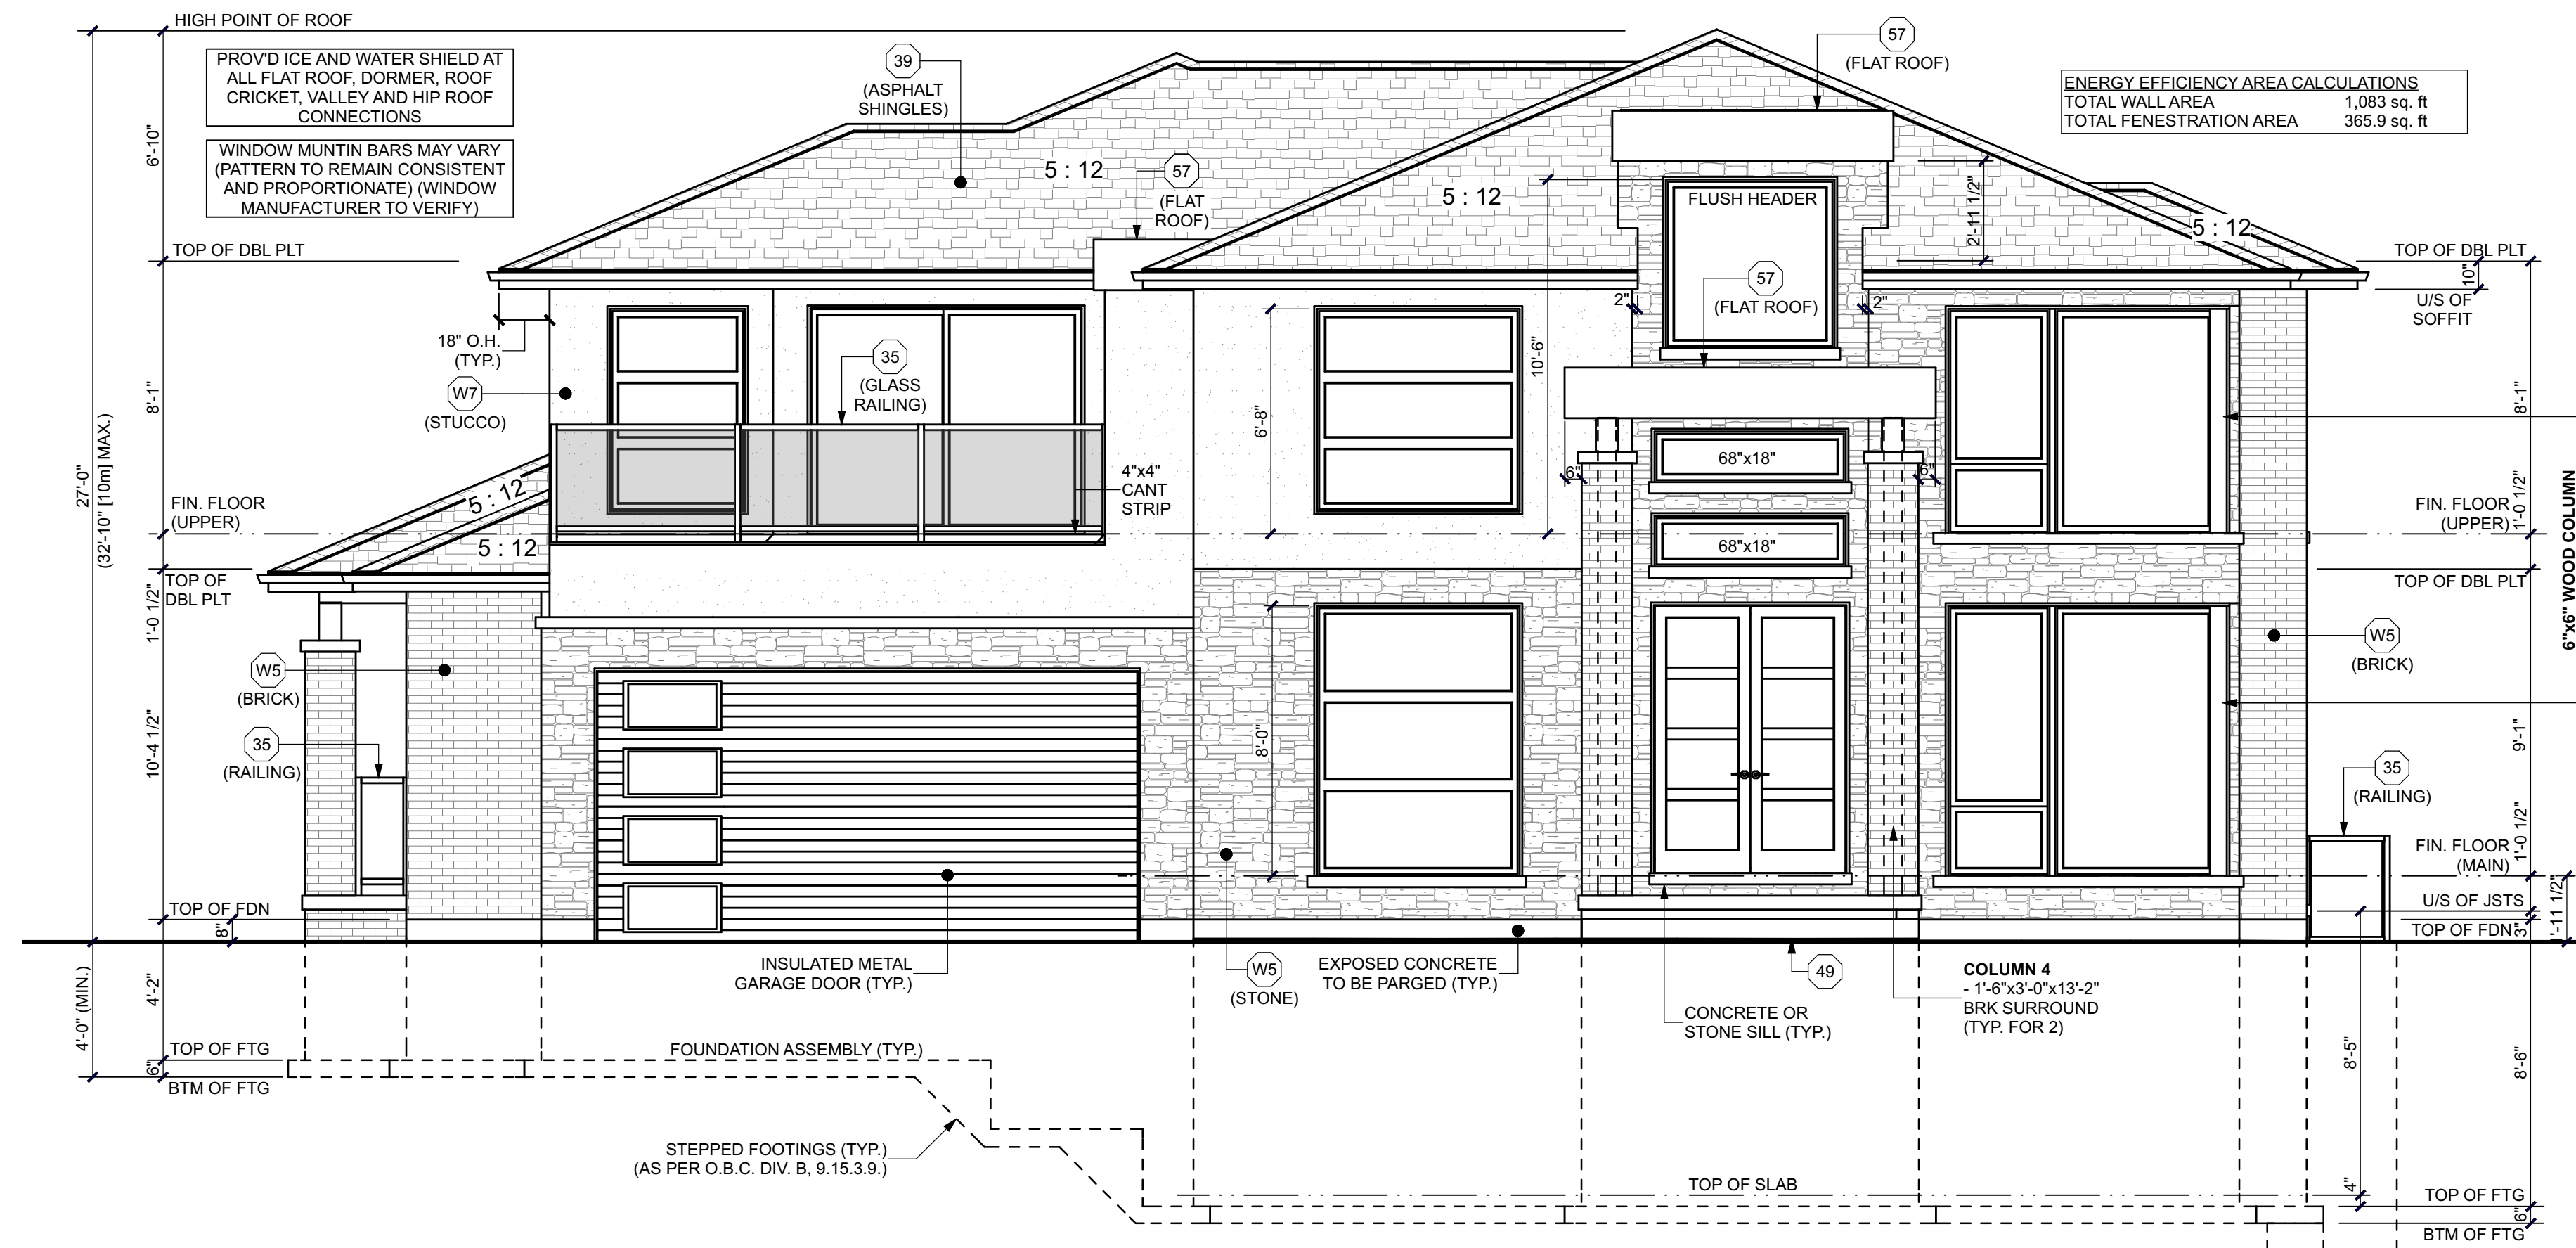 HIGH POINT OF ROOF
PROV'D ICE AND WATER SHIELD AT
ALL FLAT ROOF, DORMER, ROOF
CRICKET, VALLEY AND HIP ROOF
CONNECTIONS
WINDOW MUNTIN BARS MAY VARY
(PATTERN TO REMAIN CONSISTENT
AND PROPORTIONATE) (WINDOW
MANUFACTURER TO VERIFY)
39
(ASPHALT
SHINGLES)
57
(FLAT ROOF)
ENERGY EFFICIENCY AREA CALCULATIONS
TOTAL WALL AREA 1,083 sq. ft
TOTAL FENESTRATION AREA 365.9 sq. ft
6'-10"
5 : 12
57
(FLAT
ROOF)
5 : 12
FLUSH HEADER
2'-11 1/2"
5 : 12
TOP OF DBL PLT
TOP OF DBL PLT
10"
U/S OF
SOFFIT
57
(FLAT ROOF)
2"
2"
18" O.H.
(TYP.)
35
(GLASS
RAILING)
10'-6"
W7
(STUCCO)
8'-1"
8'-1"
27'-0"
(32'-10" [10m] MAX.)
6'-8"
4"x4"
CANT
STRIP
6"
68"x18"
6"
5 : 12
FIN. FLOOR
(UPPER)
FIN. FLOOR
(UPPER)
1'-0 1/2"
6"x6" WOOD COLUMN
5 : 12
68"x18"
TOP OF
DBL PLT
1'-0 1/2"
TOP OF DBL PLT
W5
(BRICK)
W5
(BRICK)
35
(RAILING)
10'-4 1/2"
8'-0"
9'-1"
35
(RAILING)
FIN. FLOOR
(MAIN)
1'-0 1/2"
TOP OF FDN
8"
U/S OF JSTS
TOP OF FDN
3"
1'-11 1/2"
INSULATED METAL
GARAGE DOOR (TYP.)
W5
(STONE)
EXPOSED CONCRETE
TO BE PARGED (TYP.)
49
COLUMN 4
- 1'-6"x3'-0"x13'-2"
BRK SURROUND
(TYP. FOR 2)
CONCRETE OR
STONE SILL (TYP.)
4'-0" (MIN.)
4'-2"
TOP OF FTG
6"
BTM OF FTG
FOUNDATION ASSEMBLY (TYP.)
8'-5"
8'-6"
STEPPED FOOTINGS (TYP.)
(AS PER O.B.C. DIV. B, 9.15.3.9.)
TOP OF SLAB
4"
TOP OF FTG
6"
BTM OF FTG